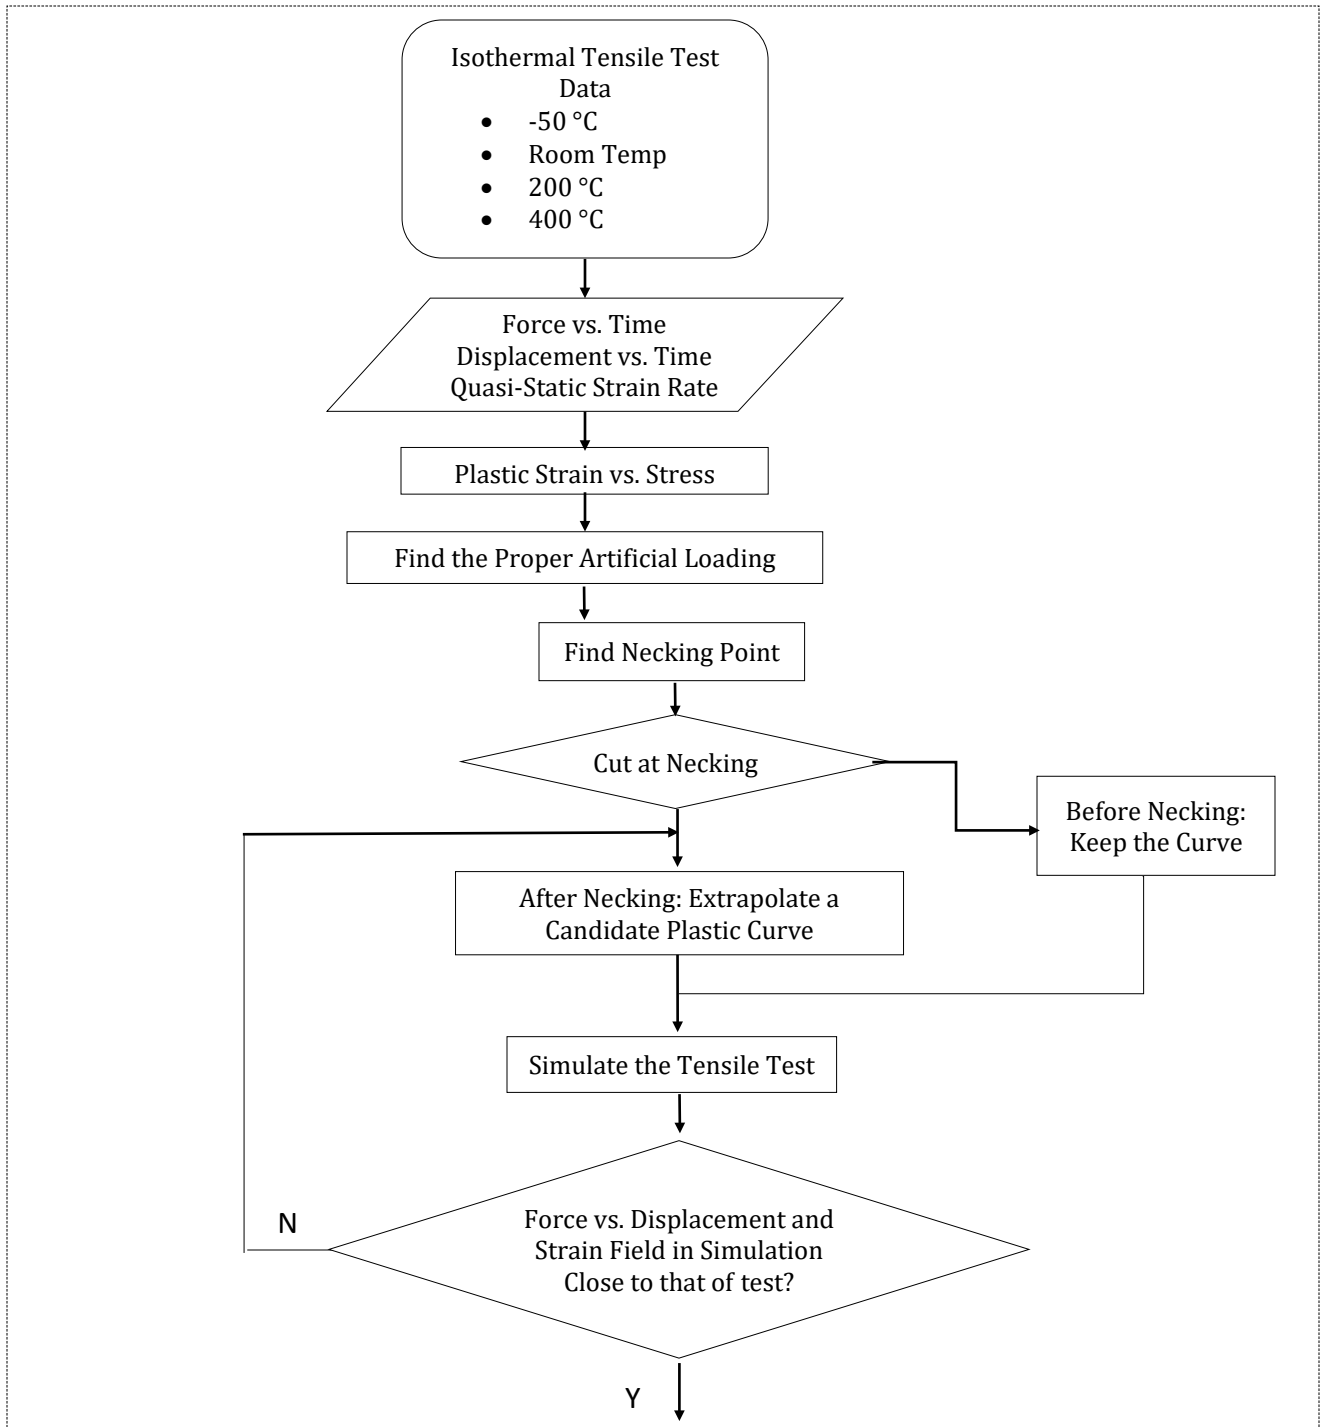 Isothermal Tensile Test
Data
• -50 °C
• Room Temp
• 200 °C
• 400 °C
Force vs. Time
Displacement vs. Time
Quasi-Static Strain Rate
Plastic Strain vs. Stress
Find the Proper Artificial Loading
Find Necking Point
Cut at Necking
Before Necking:
Keep the Curve
After Necking: Extrapolate a
Candidate Plastic Curve
Simulate the Tensile Test
N
Force vs. Displacement and
Strain Field in Simulation
Close to that of test?
Y